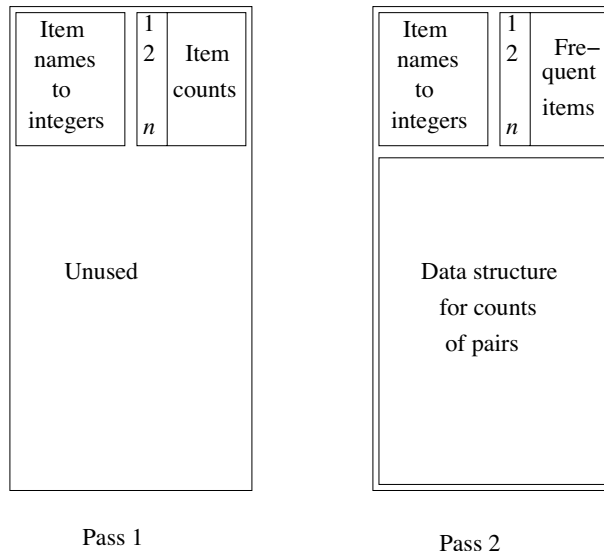 Item
names
to
integers
1
2
n
Item
counts
Unused
Pass 1
Item
names
to
integers
1
2
n
Fre−
quent
items
Data structure
for counts
of pairs
Pass 2